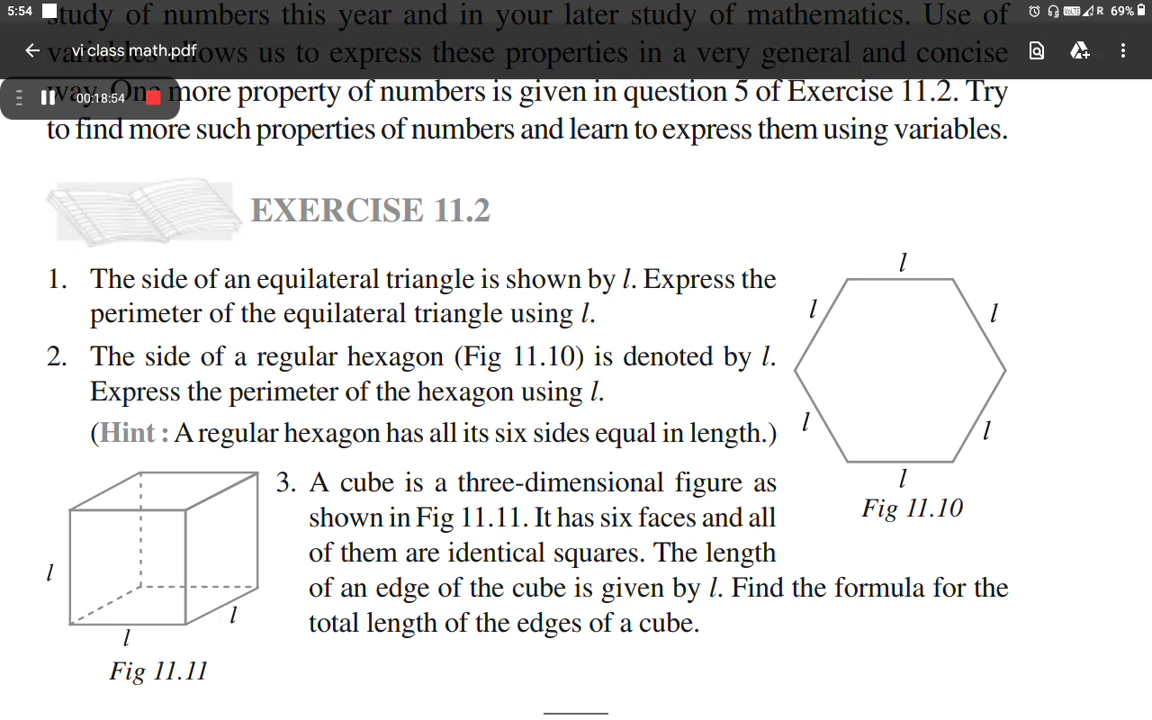 5:54
R 69%
study of numbers this year and in your later study of mathematics. Use of
vi class math.pdf
variables allows us to express these properties in a very general and concise
00:18:54
way. One more property of numbers is given in question 5 of Exercise 11.2. Try
to find more such properties of numbers and learn to express them using variables.
EXERCISE 11.2
1. The side of an equilateral triangle is shown by l. Express the
perimeter of the equilateral triangle using l.
2. The side of a regular hexagon (Fig 11.10) is denoted by l.
Express the perimeter of the hexagon using l.
(Hint : A regular hexagon has all its six sides equal in length.)
l
l
l
l
l
l
Fig 11.10
3. A cube is a three-dimensional figure as
shown in Fig 11.11. It has six faces and all
of them are identical squares. The length
of an edge of the cube is given by l. Find the formula for the
total length of the edges of a cube.
l
l
l
Fig 11.11